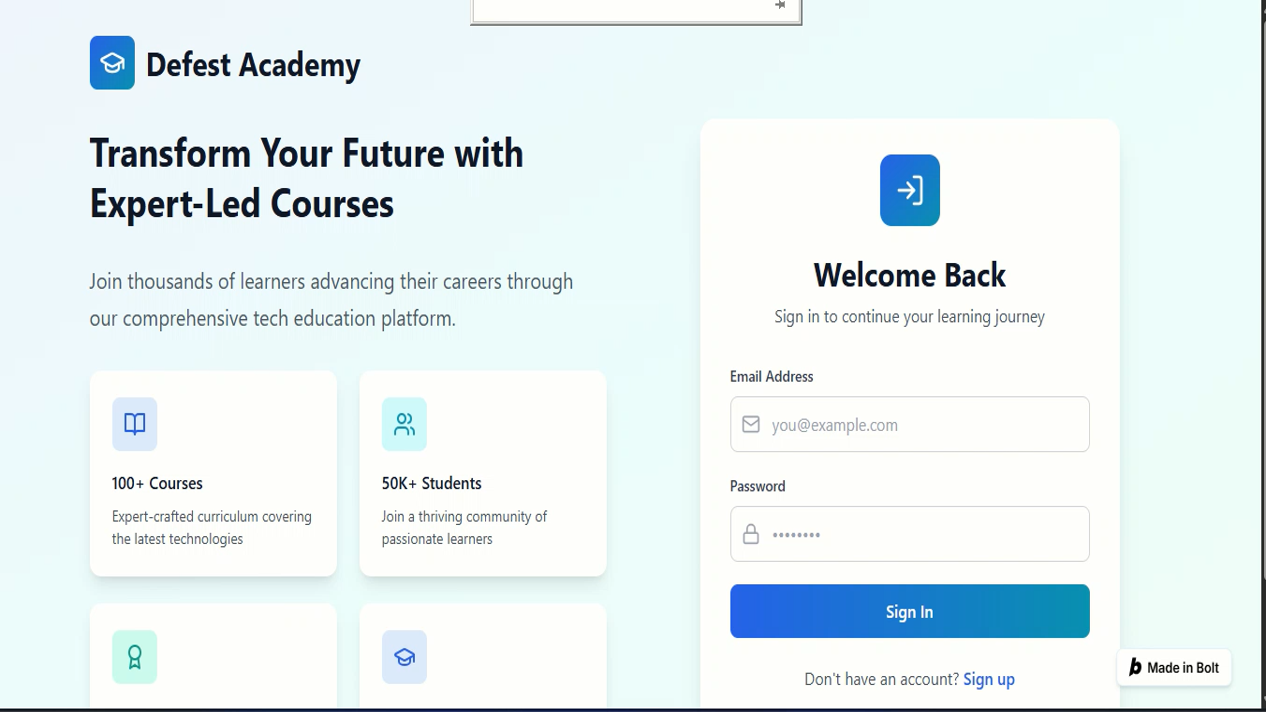 Defest Academy
Transform Your Future with
Expert-Led Courses
Join thousands of learners advancing their careers through
our comprehensive tech education platform.
100+ Courses
Expert-crafted curriculum covering
the latest technologies
50K+ Students
Join a thriving community of
passionate learners
Welcome Back
Sign in to continue your learning journey
Email Address
you@example.com
Password
••••••••
Sign In
Don't have an account? Sign up
b Made in Bolt